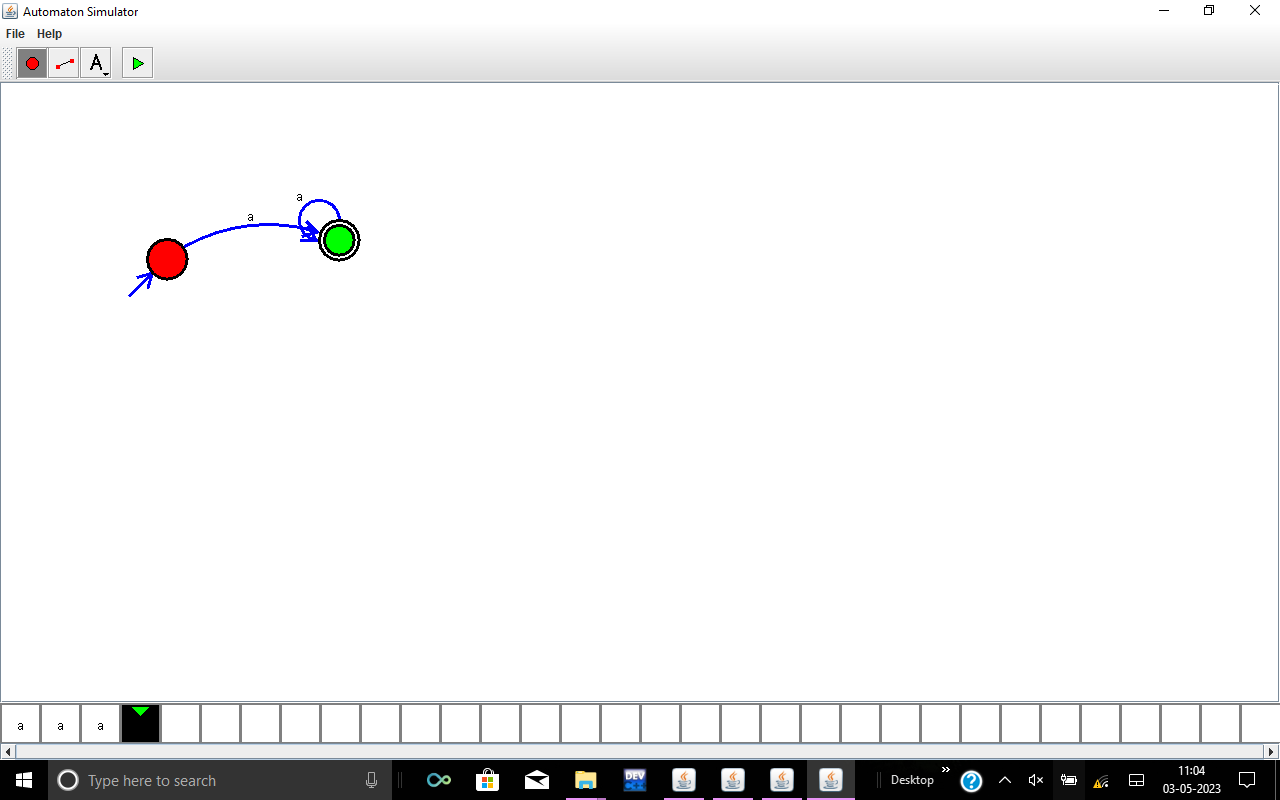 Automaton Simulator
File Help
A
a
a
a a a
Type here to search
DEV
C++
Desktop
11:04
03-05-2023